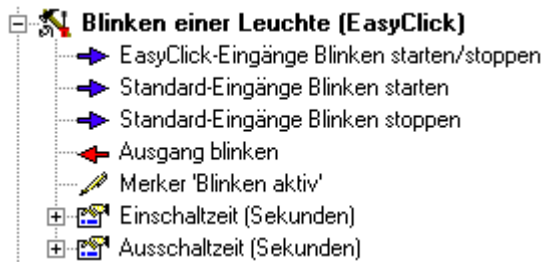 Blinken einer Leuchte (EasyClick)
EasyClick-Eingänge Blinken starten/stoppen
Standard-Eingänge Blinken starten
Standard-Eingänge Blinken stoppen
Ausgang blinken
Merker 'Blinken aktiv'
Einschaltzeit (Sekunden)
Ausschaltzeit (Sekunden)